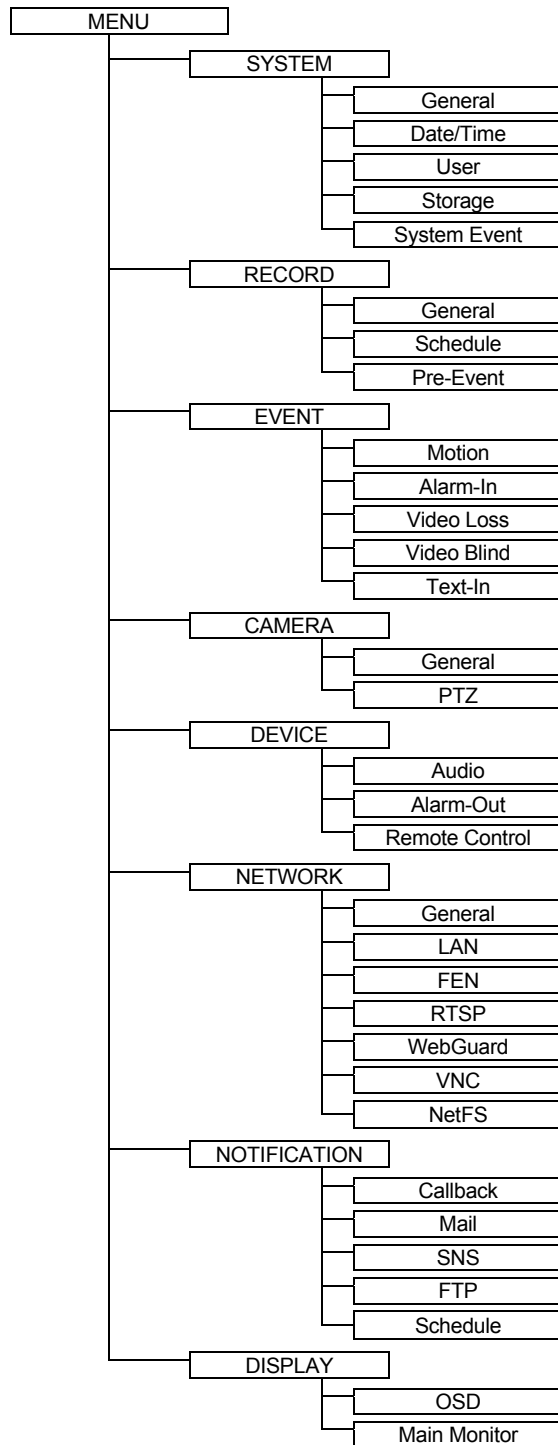 MENU
SYSTEM
General
Date/Time
User
Storage
System Event
RECORD
General
Schedule
Pre-Event
EVENT
Motion
Alarm-In
Video Loss
Video Blind
Text-In
CAMERA
General
PTZ
DEVICE
Audio
Alarm-Out
Remote Control
NETWORK
General
LAN
FEN
RTSP
WebGuard
VNC
NetFS
NOTIFICATION
Callback
Mail
SNS
FTP
Schedule
DISPLAY
OSD
Main Monitor